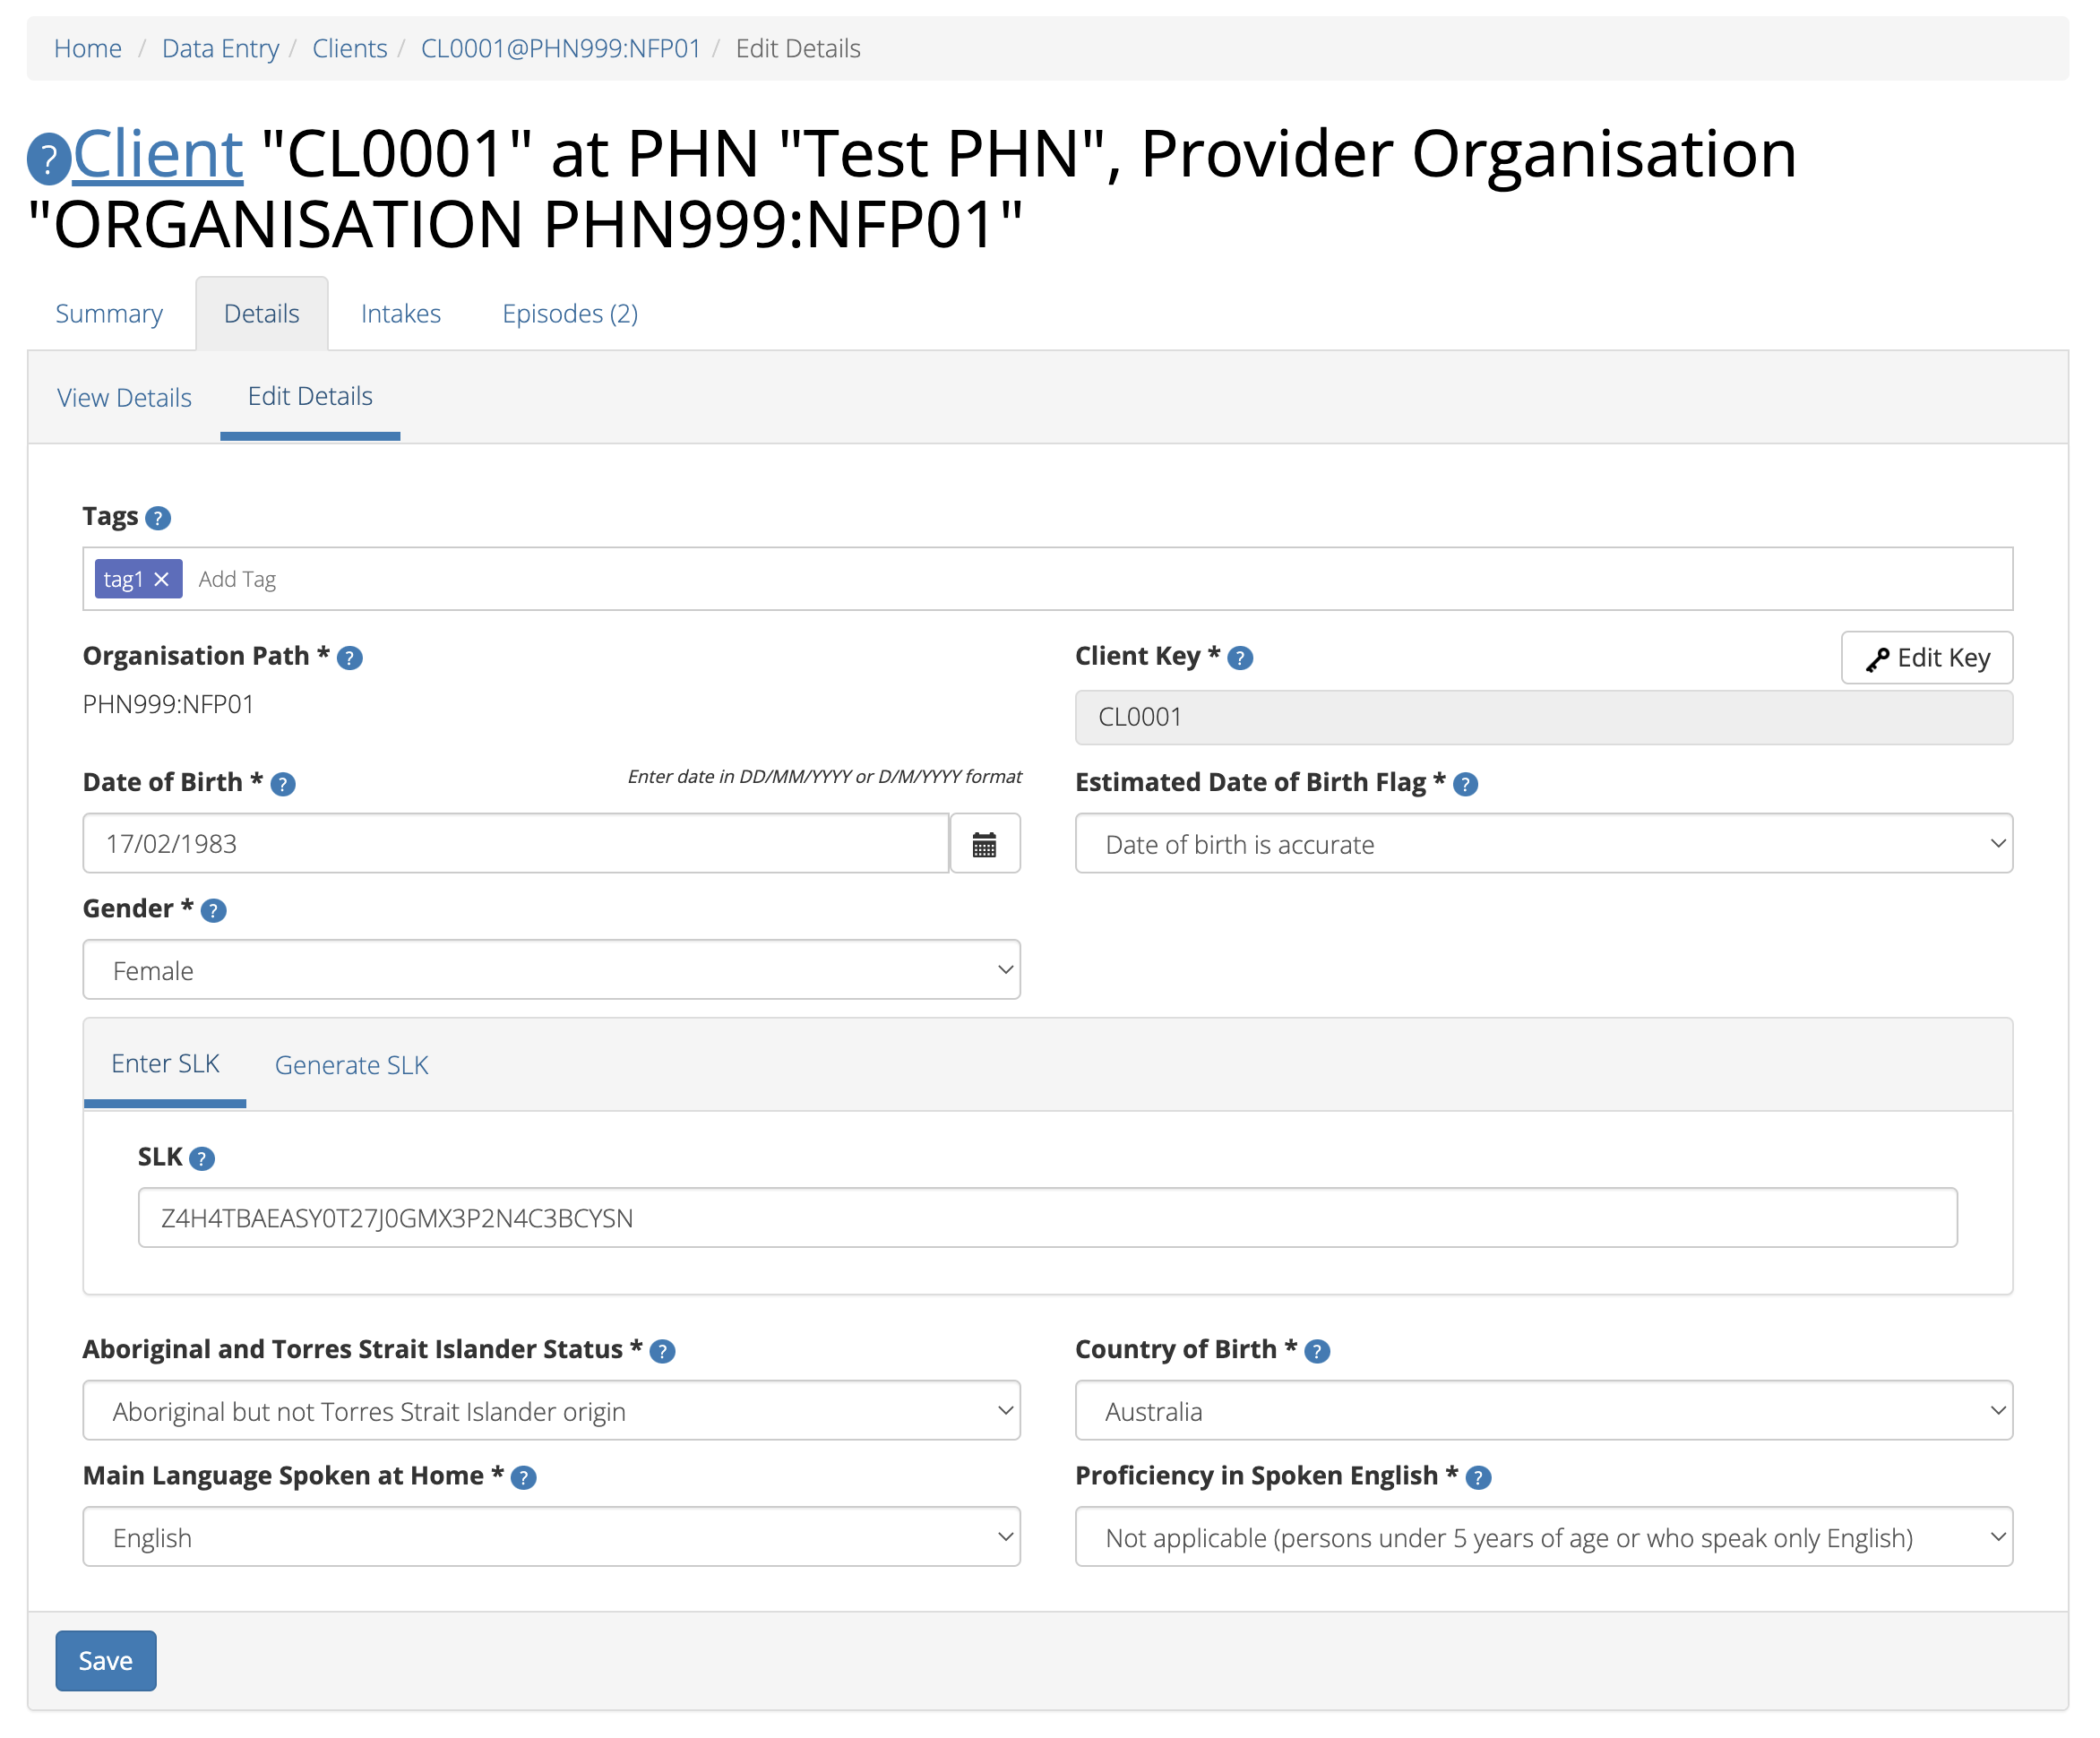 Home / Data Entry / Clients / CL0001@PHN999:NFP01 / Edit Details
? Client "CL0001" at PHN "Test PHN", Provider Organisation
"ORGANISATION PHN999:NFP01"
Summary Details Intakes Episodes (2)
View Details Edit Details
Tags ?
tag1 × Add Tag
Organisation Path * ?
PHN999:NFP01
Client Key * ? Edit Key
CL0001
Date of Birth * ? Enter date in DD/MM/YYYY or D/M/YYYY format
17/02/1983
Estimated Date of Birth Flag * ?
Date of birth is accurate
Gender * ?
Female
Enter SLK Generate SLK
SLK ?
Z4H4TBAEASY0T27J0GMX3P2N4C3BCYSN
Aboriginal and Torres Strait Islander Status * ?
Aboriginal but not Torres Strait Islander origin
Country of Birth * ?
Australia
Main Language Spoken at Home * ?
English
Proficiency in Spoken English * ?
Not applicable (persons under 5 years of age or who speak only English)
Save